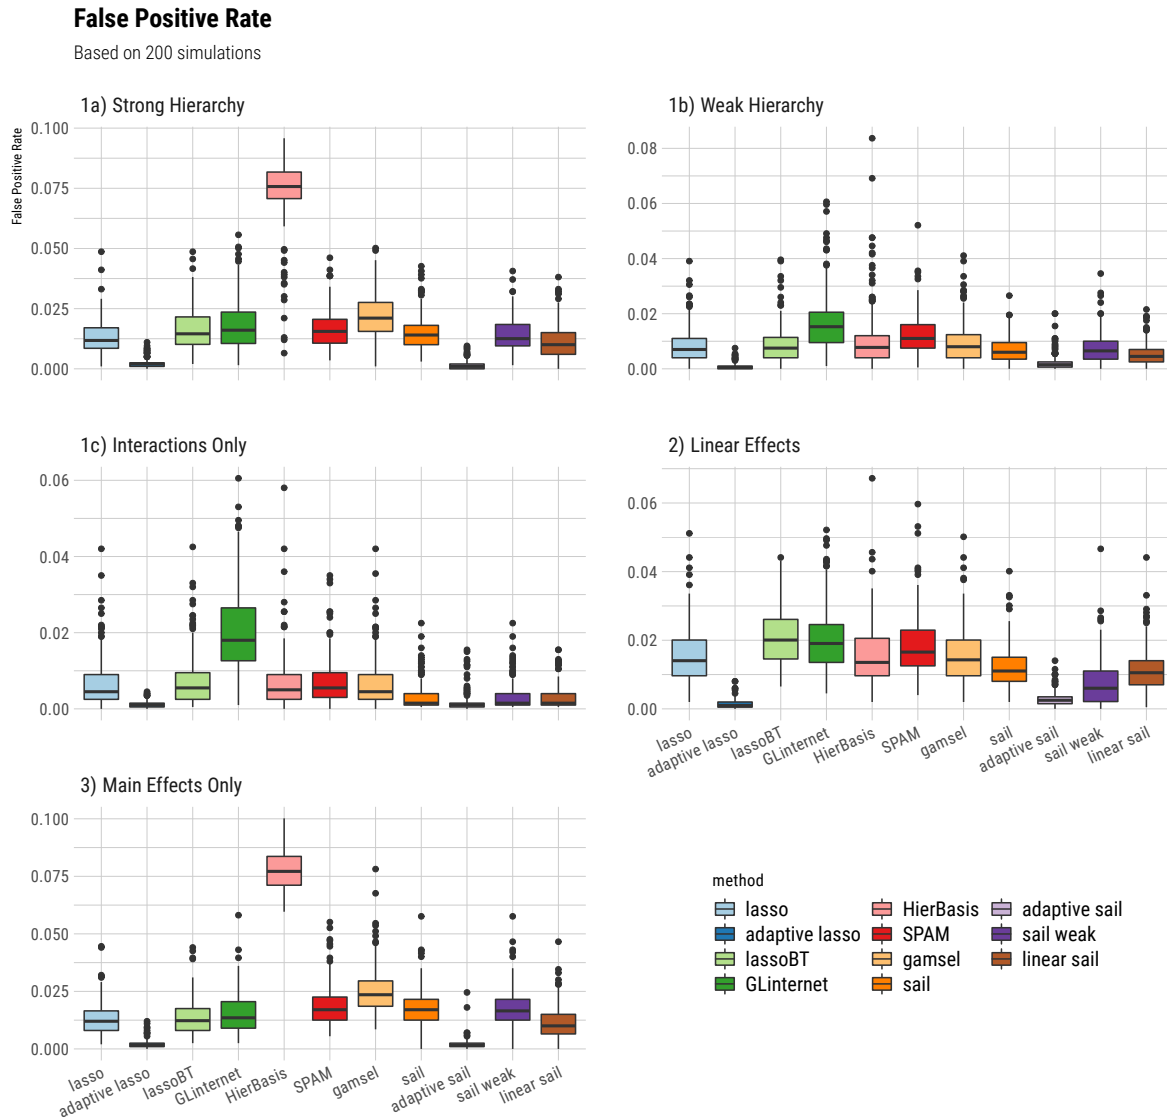 False Positive Rate
Based on 200 simulations
1a) Strong Hierarchy
1b) Weak Hierarchy
False Positive Rate
0.100
0.075
0.050
0.025
0.000
0.08
0.06
0.04
0.02
0.00
1c) Interactions Only
2) Linear Effects
0.06
0.04
0.02
0.00
0.06
0.04
0.02
0.00
lasso
adaptive lasso
lassoBT
GLinternet
HierBasis
SPAM
gamsel
sail
adaptive sail
sail weak
linear sail
3) Main Effects Only
0.100
0.075
0.050
0.025
0.000
lasso
adaptive lasso
lassoBT
GLinternet
HierBasis
SPAM
gamsel
sail
adaptive sail
sail weak
linear sail
method
lasso
adaptive lasso
lassoBT
GLinternet
HierBasis
SPAM
gamsel
sail
adaptive sail
sail weak
linear sail